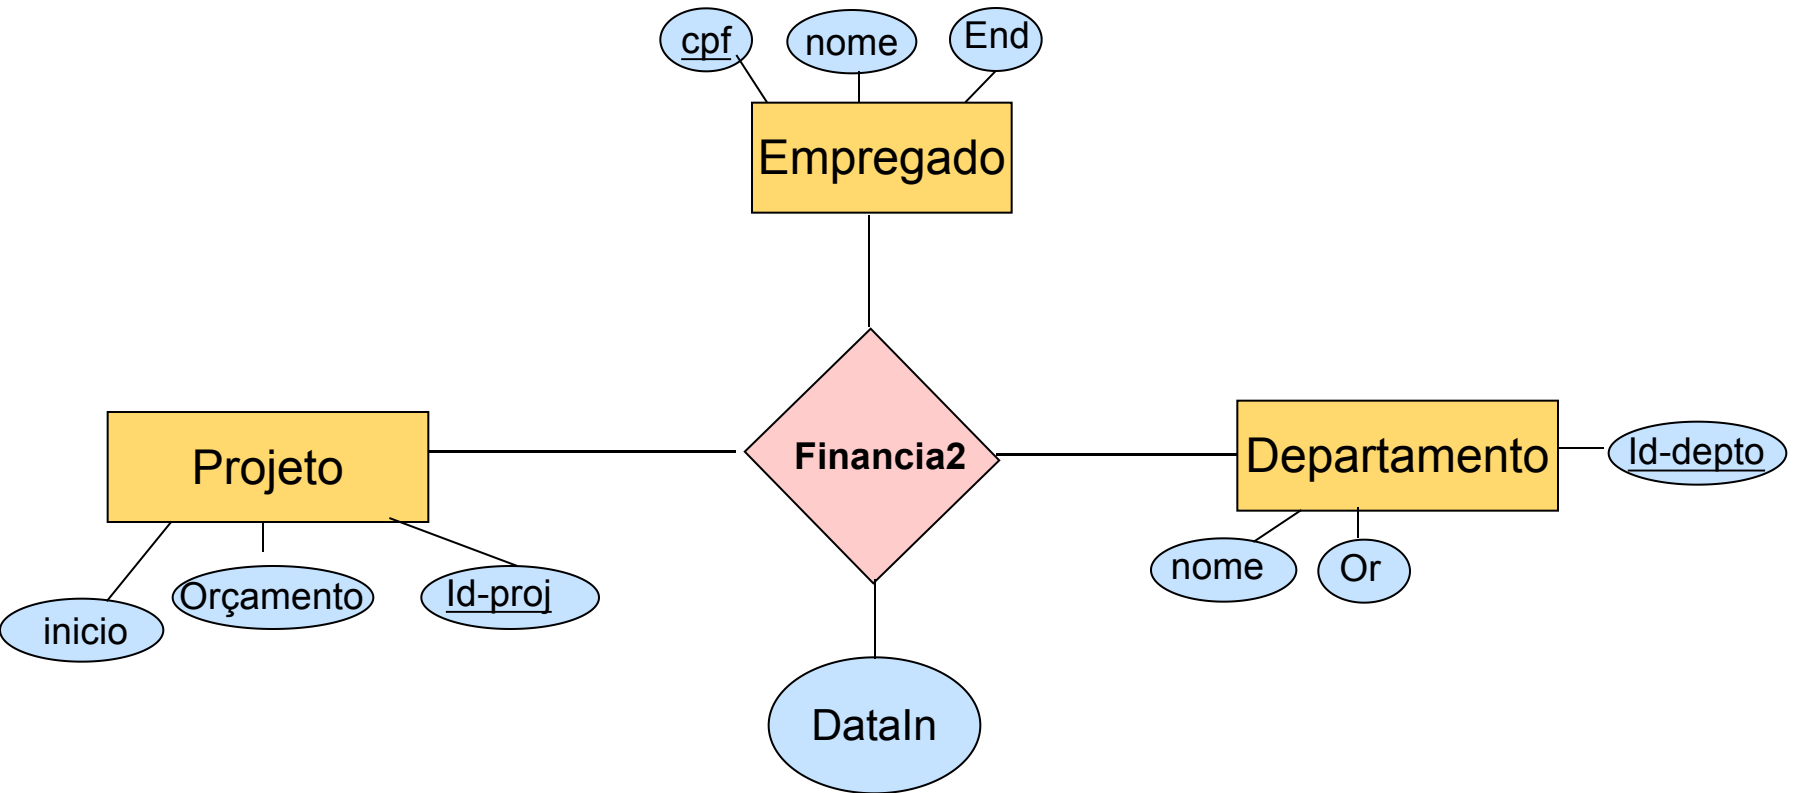 cpf
nome
End
Empregado
Financia2
Projeto
Departamento
Id-depto
inicio
Orçamento
Id-proj
nome
Or
DataIn